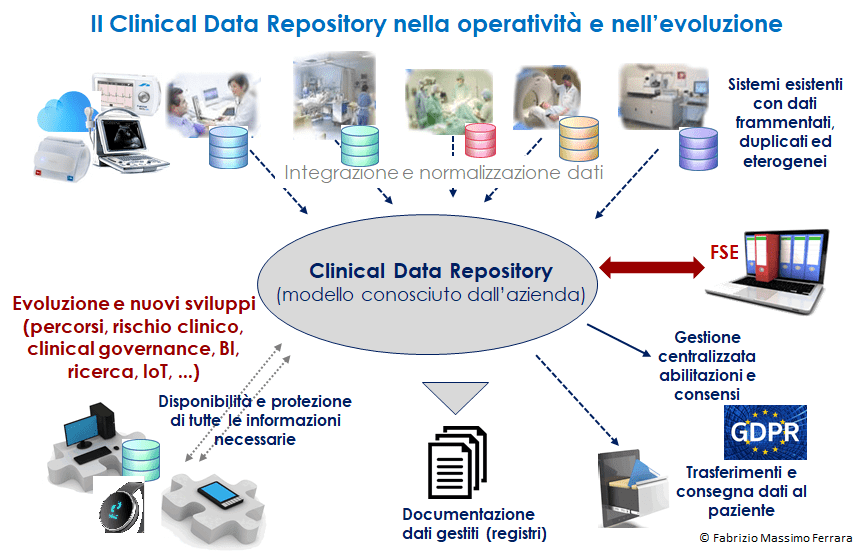 Il Clinical Data Repository nella operatività e nell’evoluzione
Sistemi esistenti
con dati
frammentati,
duplicati ed
eterogenei
Integrazione e normalizzazione dati
Clinical Data Repository
(modello conosciuto dall’azienda)
FSE
Evoluzione e nuovi sviluppi
(percorsi, rischio clinico,
clinical governance, BI,
ricerca, IoT, ...)
Disponibilità e protezione
di tutte le informazioni
necessarie
Gestione
centralizzata
abilitazioni e
consensi
GDPR
Trasferimenti e
consegna dati al
paziente
Documentazione
dati gestiti (registri)
© Fabrizio Massimo Ferrara